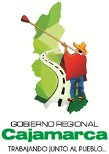 GOBIERNO REGIONAL
Cajamarca
TRABAJANDO JUNTO AL PUEBLO...